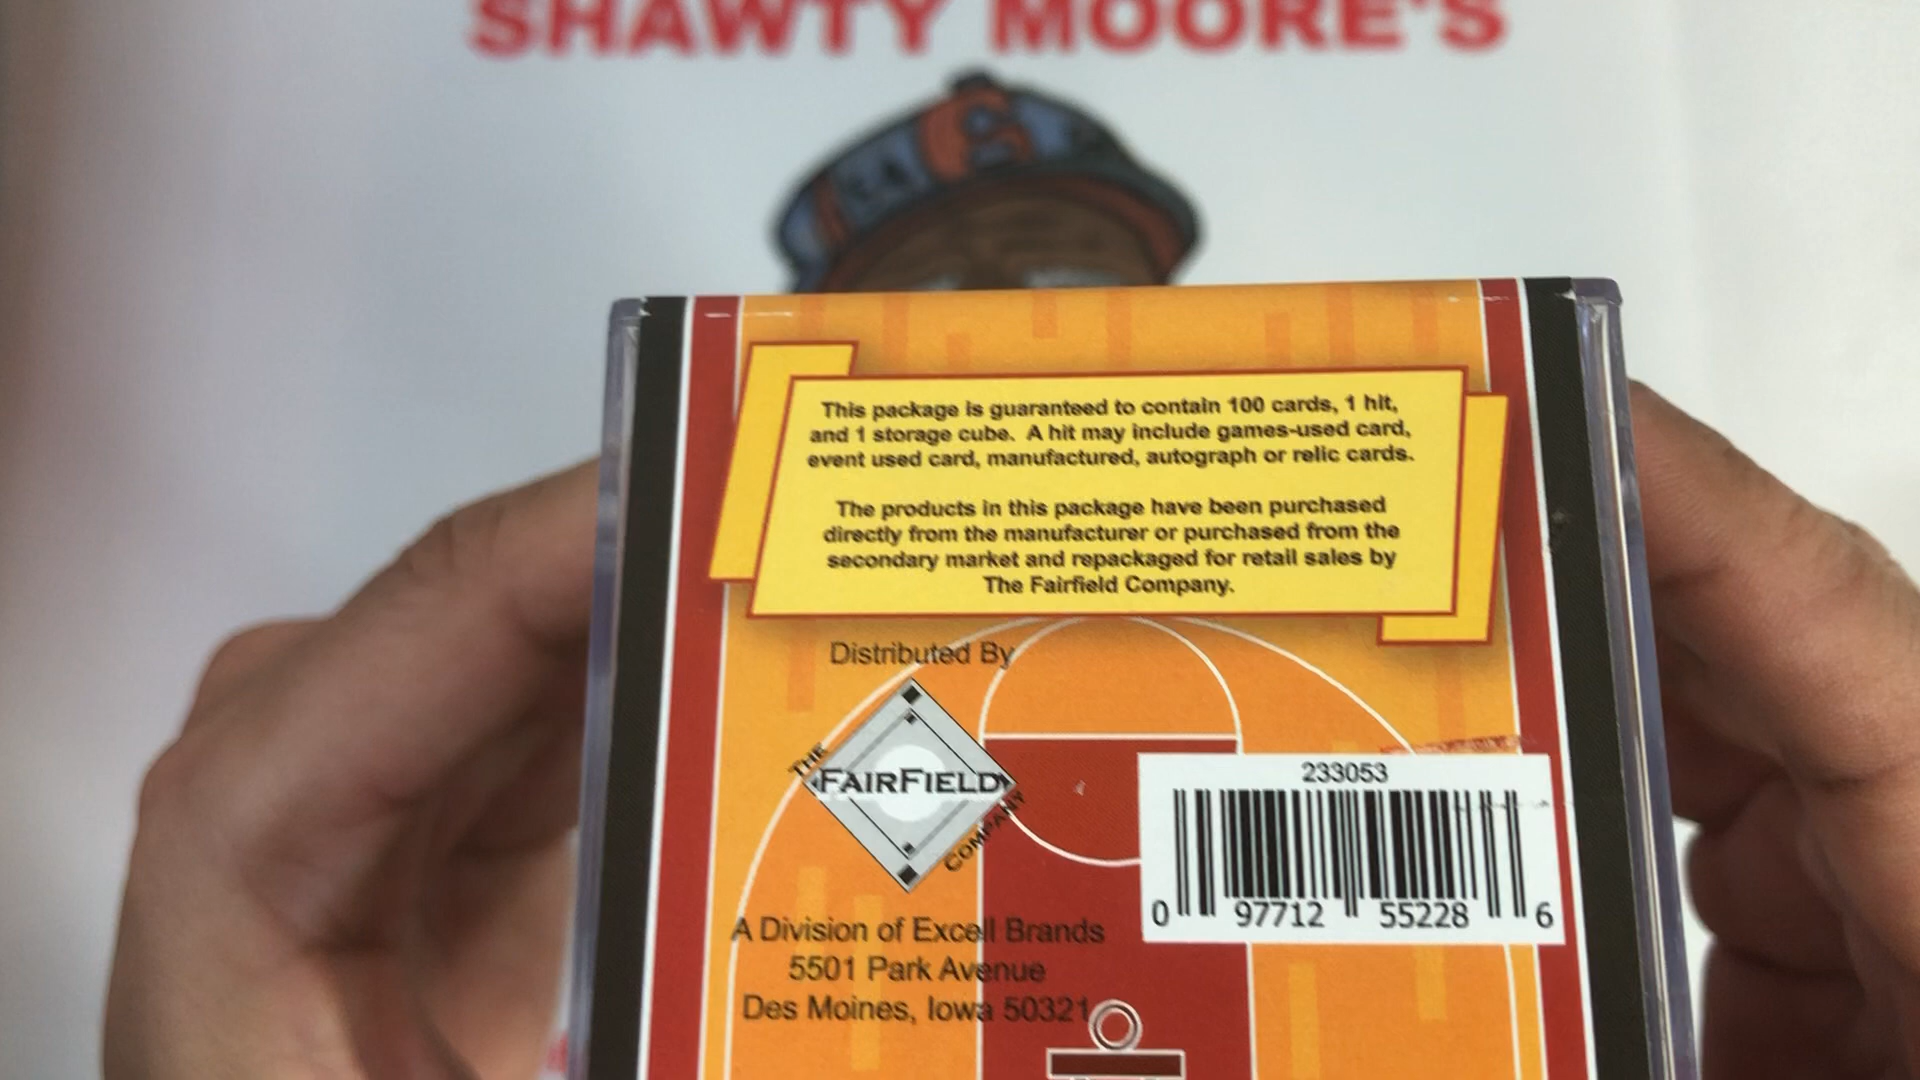 SHAWTY MOORE'S
This package is guaranteed to contain 100 cards, 1 hit,
and 1 storage cube. A hit may include games-used card,
event used card, manufactured, autograph or relic cards.
The products in this package have been purchased
directly from the manufacturer or purchased from the
secondary market and repackaged for retail sales by
The Fairfield Company.
Distributed By
THE
FAIRFIELD
COMPANY
A Division of Excell Brands
5501 Park Avenue
Des Moines, Iowa 50321
233053
0 97712 55228 6